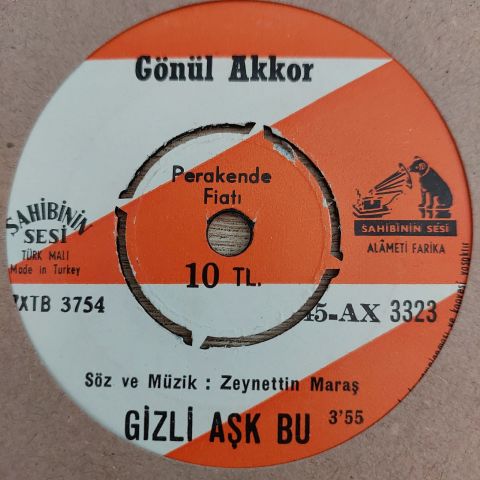 Gönül Akkor
Perakende
Fiatı
10 TL.
SAHİBİNİN
SESİ
TÜRK MALI
Made in Turkey
SAHİBİNİN SESİ
ALÂMETİ FARİKA
XTB 3754
45-AX 3323
Söz ve Müzik : Zeynettin Maraş
GİZLİ AŞK BU 3'55